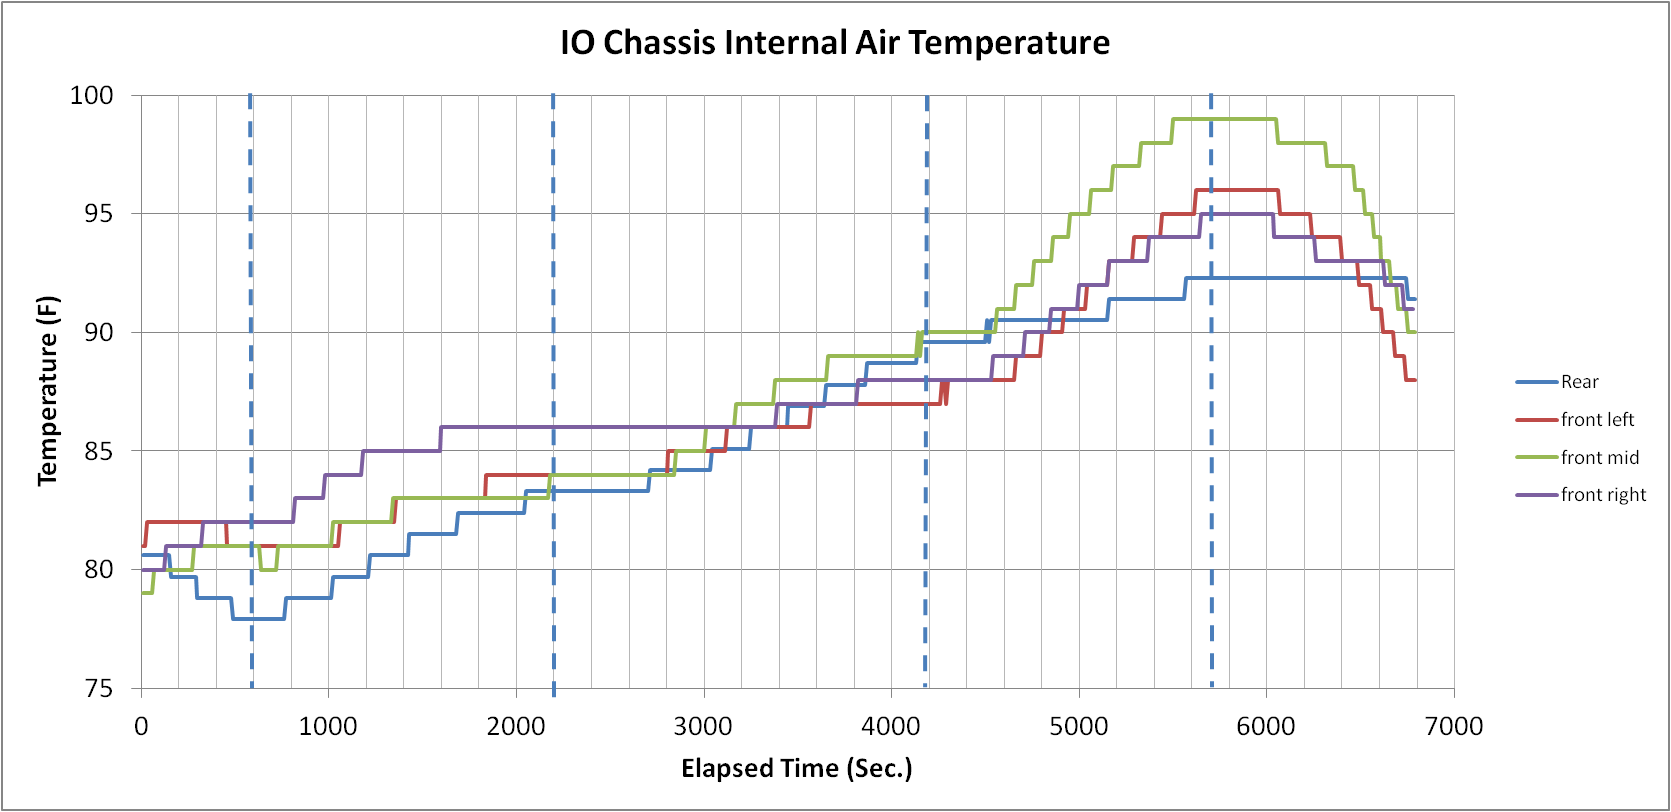 IO Chassis Internal Air Temperature
100
95
90
85
80
75
Temperature (F)
0 1000 2000 3000 4000 5000 6000 7000
Elapsed Time (Sec.)
Rear
front left
front mid
front right